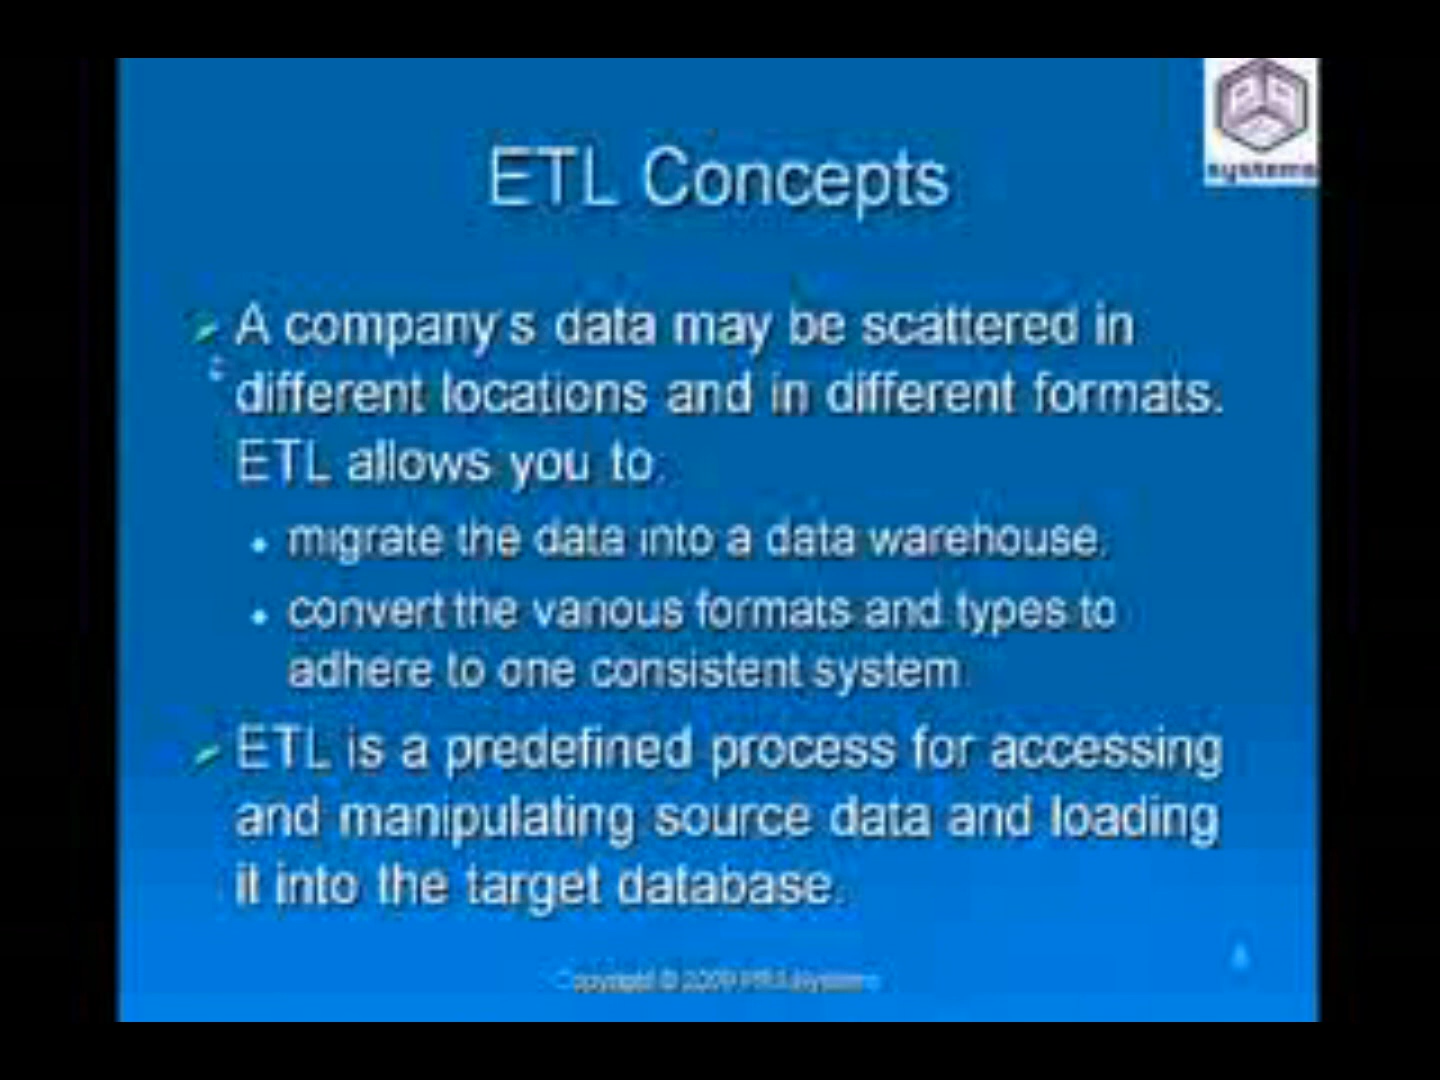 systems
ETL Concepts
A company's data may be scattered in
different locations and in different formats.
ETL allows you to:
migrate the data into a data warehouse.
convert the various formats and types to
adhere to one consistent system
ETL is a predefined process for accessing
and manipulating source data and loading
it into the target database.
Copyright ©